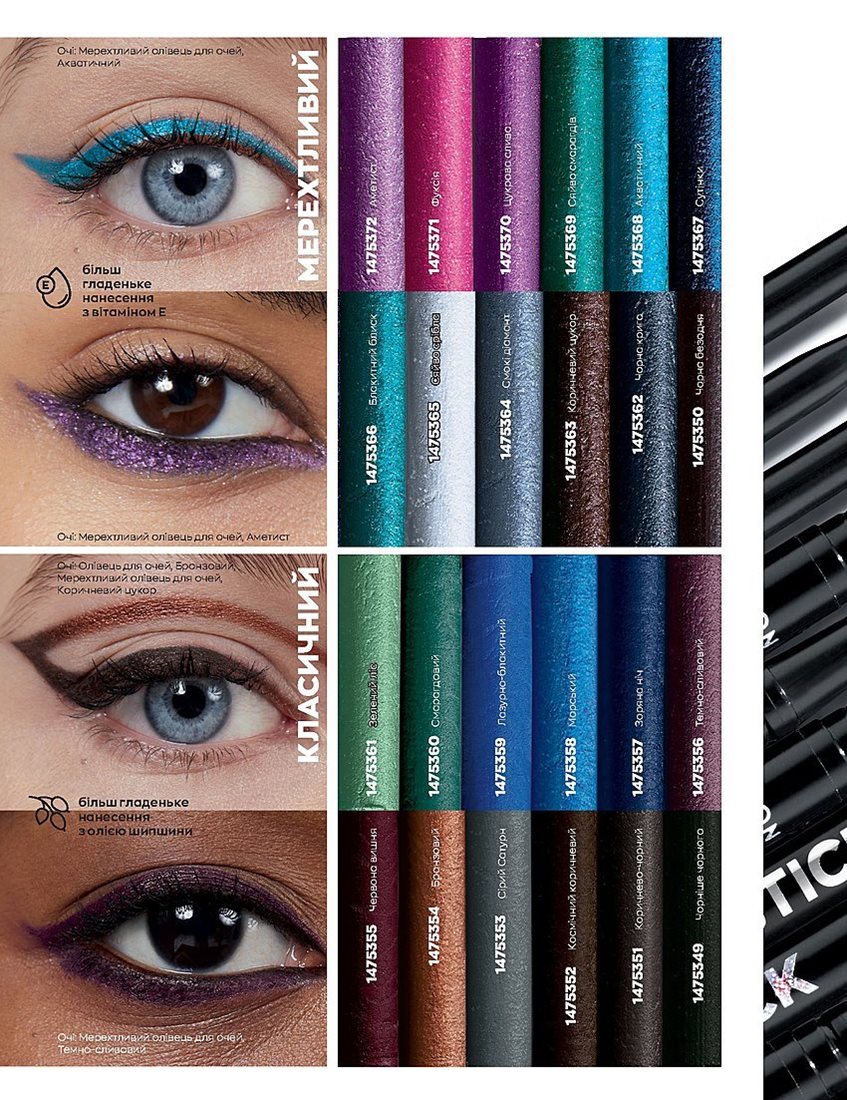 Очі: Мерехтливий олівець для очей,
Акватичний
МЕРЕХТЛИВИЙ
E
більш
гладеньке
нанесення
з вітаміном Е
Очі: Мерехтливий олівець для очей, Аметист
1475372 Аметист
1475371 Фуксія
1475370 Цукрова слива
1475369 Сяйво смарагдів
1475368 Акватичний
1475367 Сутінки
1475366 Блакитний блиск
1475365 Сяйво срібла
1475364 Смокі діамант
1475363 Коричневий цукор
1475362 Чорна крига
1475350 Чорна безодня
Очі: Олівець для очей, Бронзовий,
Мерехтливий олівець для очей,
Коричневий цукор
КЛАСИЧНИЙ
більш гладеньке
нанесення
з олією шипшини
Очі: Мерехтливий олівець для очей,
Темно-сливовий
1475361 Зелений ліс
1475360 Смарагдовий
1475359 Лазурно-блакитний
1475358 Морський
1475357 Зоряна ніч
1475356 Темно-сливовий
1475355 Червона вишня
1475354 Бронзовий
1475353 Сірий Сатурн
1475352 Космічний коричневий
1475351 Коричнево-чорний
1475349 Чорніше чорного